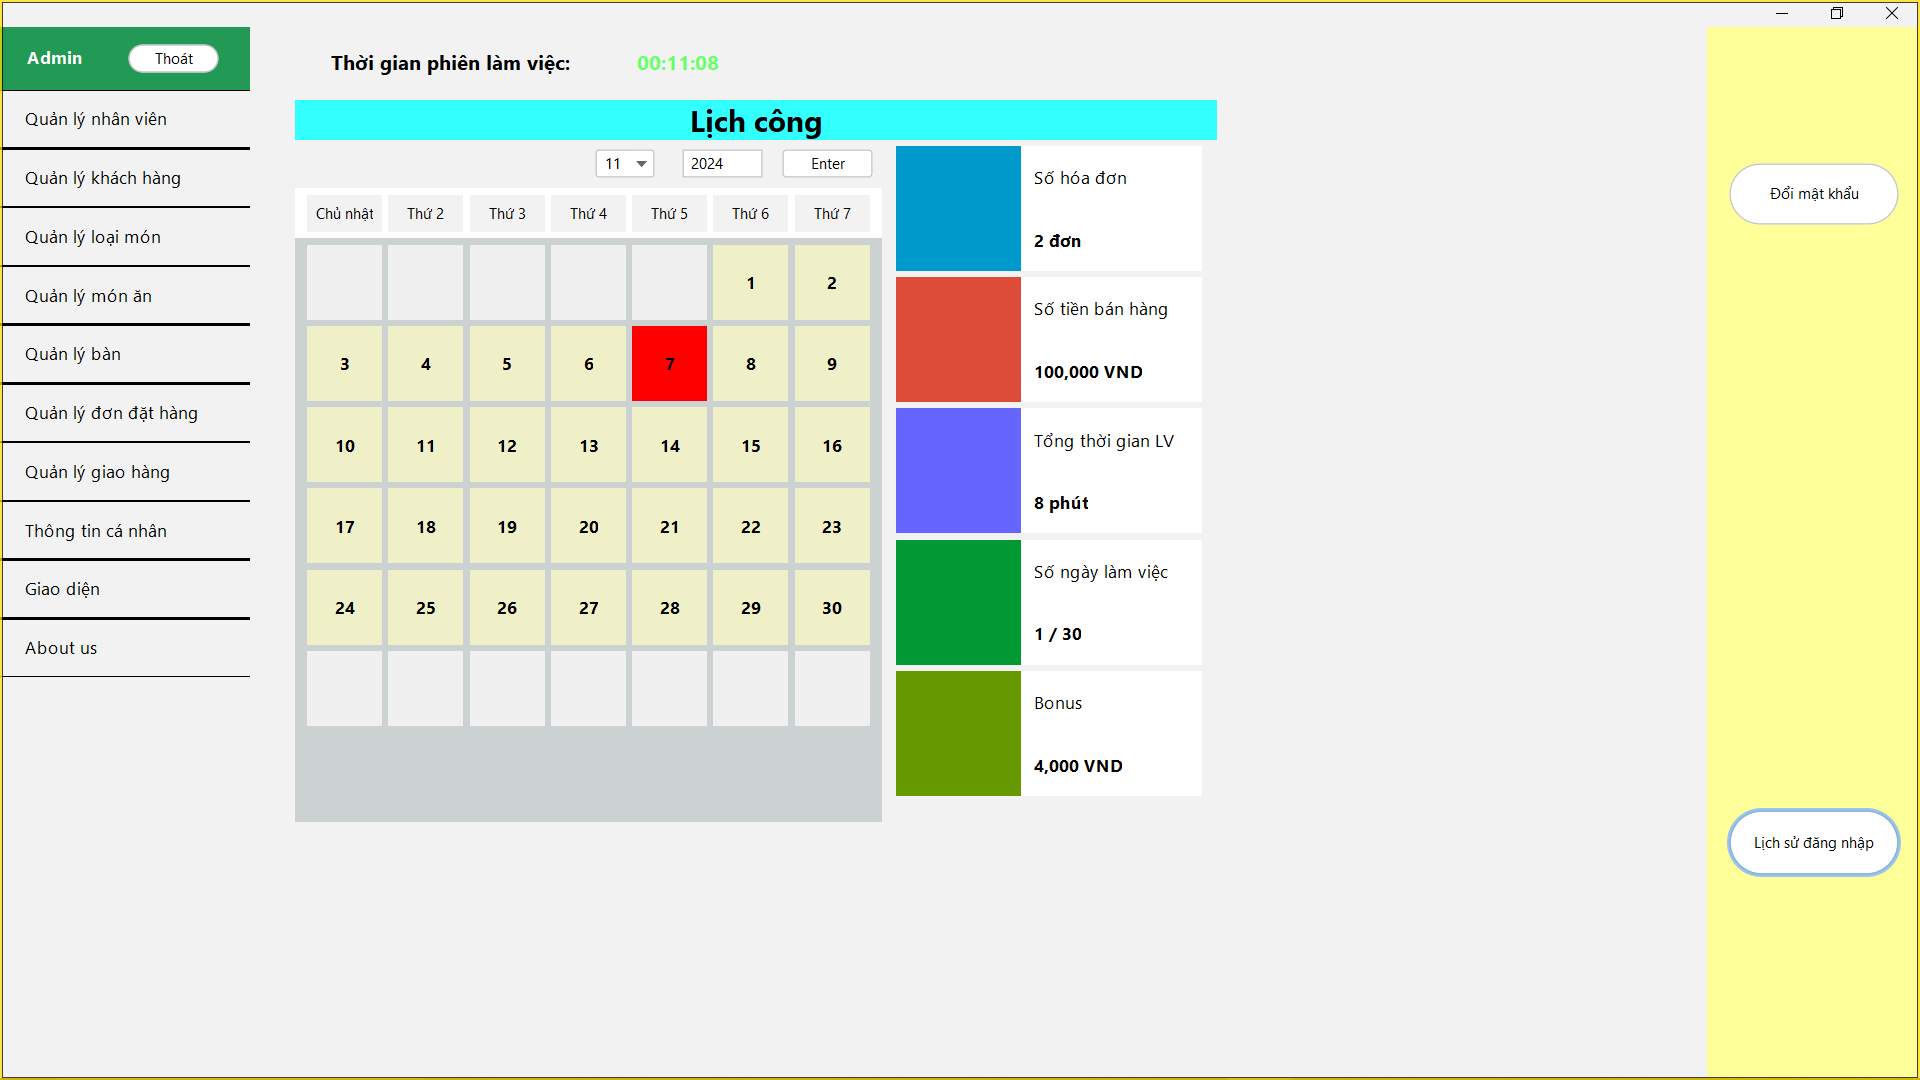 Admin
Thoát
Quản lý nhân viên
Quản lý khách hàng
Quản lý loại món
Quản lý món ăn
Quản lý bàn
Quản lý đơn đặt hàng
Quản lý giao hàng
Thông tin cá nhân
Giao diện
About us
Thời gian phiên làm việc: 00:11:08
Lịch công
11 2024 Enter
Chủ nhật Thứ 2 Thứ 3 Thứ 4 Thứ 5 Thứ 6 Thứ 7
1 2
3 4 5 6 7 8 9
10 11 12 13 14 15 16
17 18 19 20 21 22 23
24 25 26 27 28 29 30
Số hóa đơn
2 đơn
Số tiền bán hàng
100,000 VND
Tổng thời gian LV
8 phút
Số ngày làm việc
1 / 30
Bonus
4,000 VND
Đổi mật khẩu
Lịch sử đăng nhập